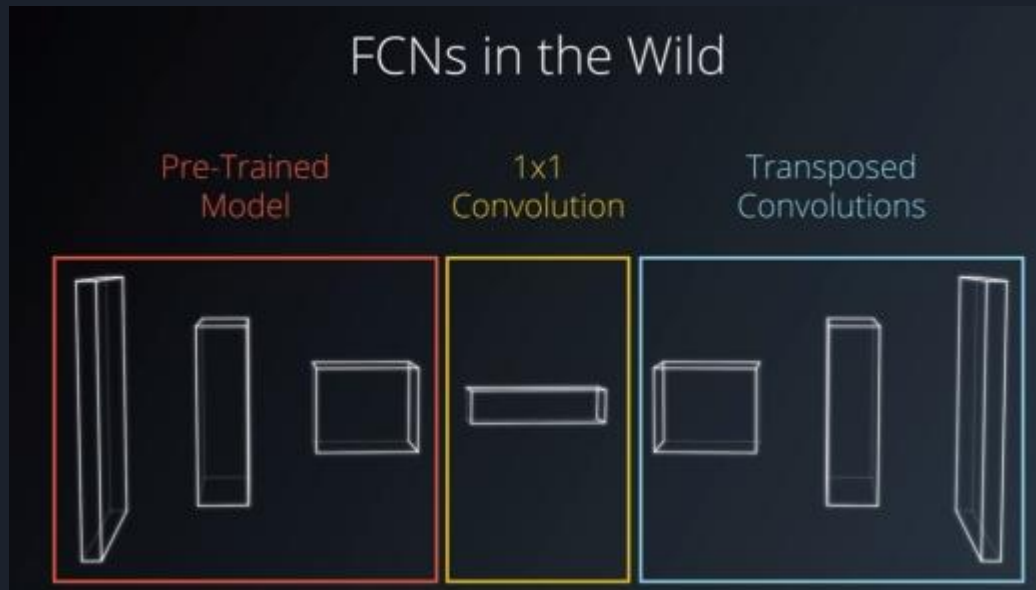 FCNs in the Wild
Pre-Trained
Model
1x1
Convolution
Transposed
Convolutions